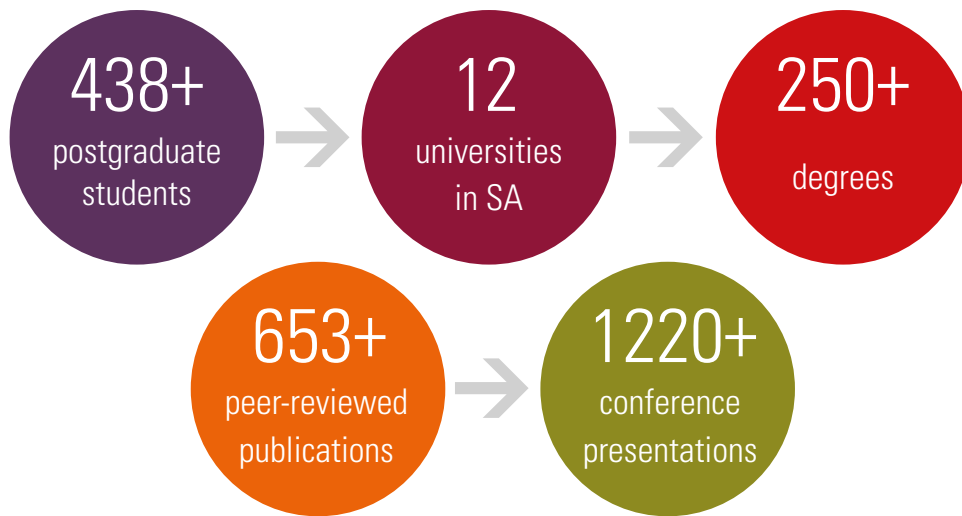 438+
postgraduate
students
12
universities
in SA
250+
degrees
653+
peer-reviewed
publications
1220+
conference
presentations